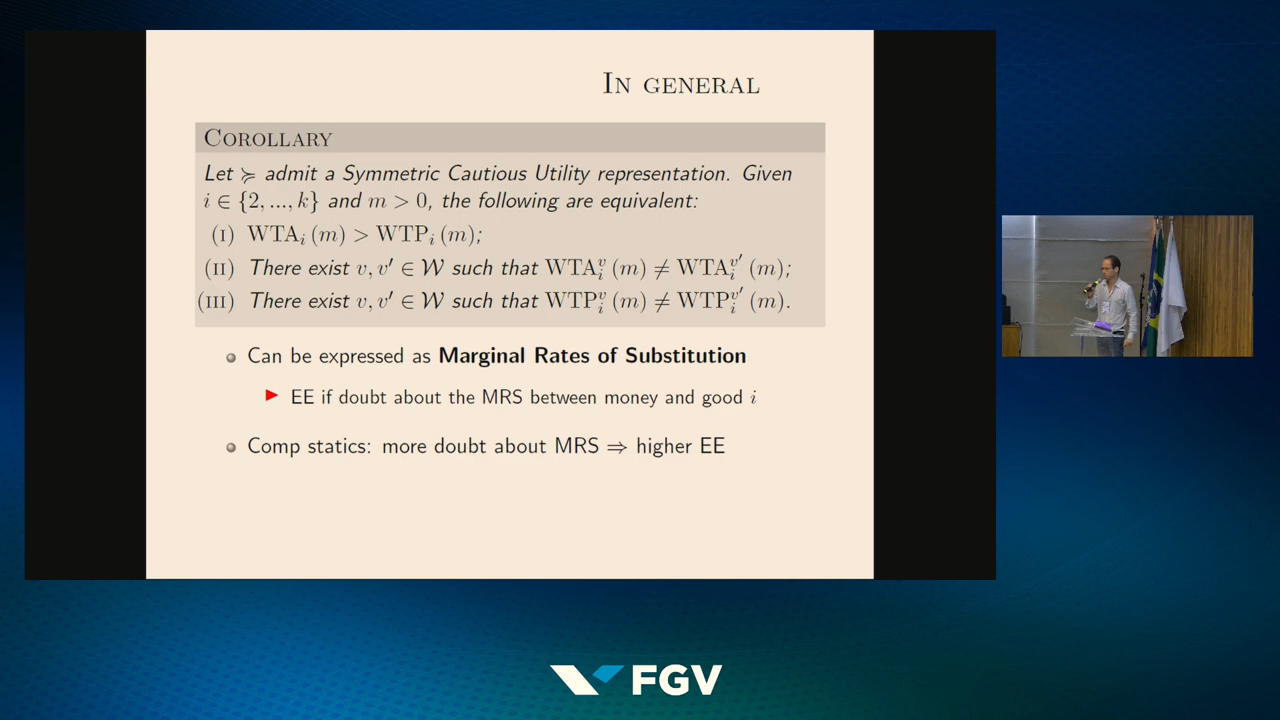 In general
Corollary
Let ≽ admit a Symmetric Cautious Utility representation. Given
i ∈ {2, ..., k} and m > 0, the following are equivalent:
(i) WTA_i (m) > WTP_i (m);
(ii) There exist v, v′ ∈ 𝒲 such that WTA_i^v (m) ≠ WTA_i^{v′} (m);
(iii) There exist v, v′ ∈ 𝒲 such that WTP_i^v (m) ≠ WTP_i^{v′} (m).
Can be expressed as Marginal Rates of Substitution
EE if doubt about the MRS between money and good i
Comp statics: more doubt about MRS ⇒ higher EE
FGV